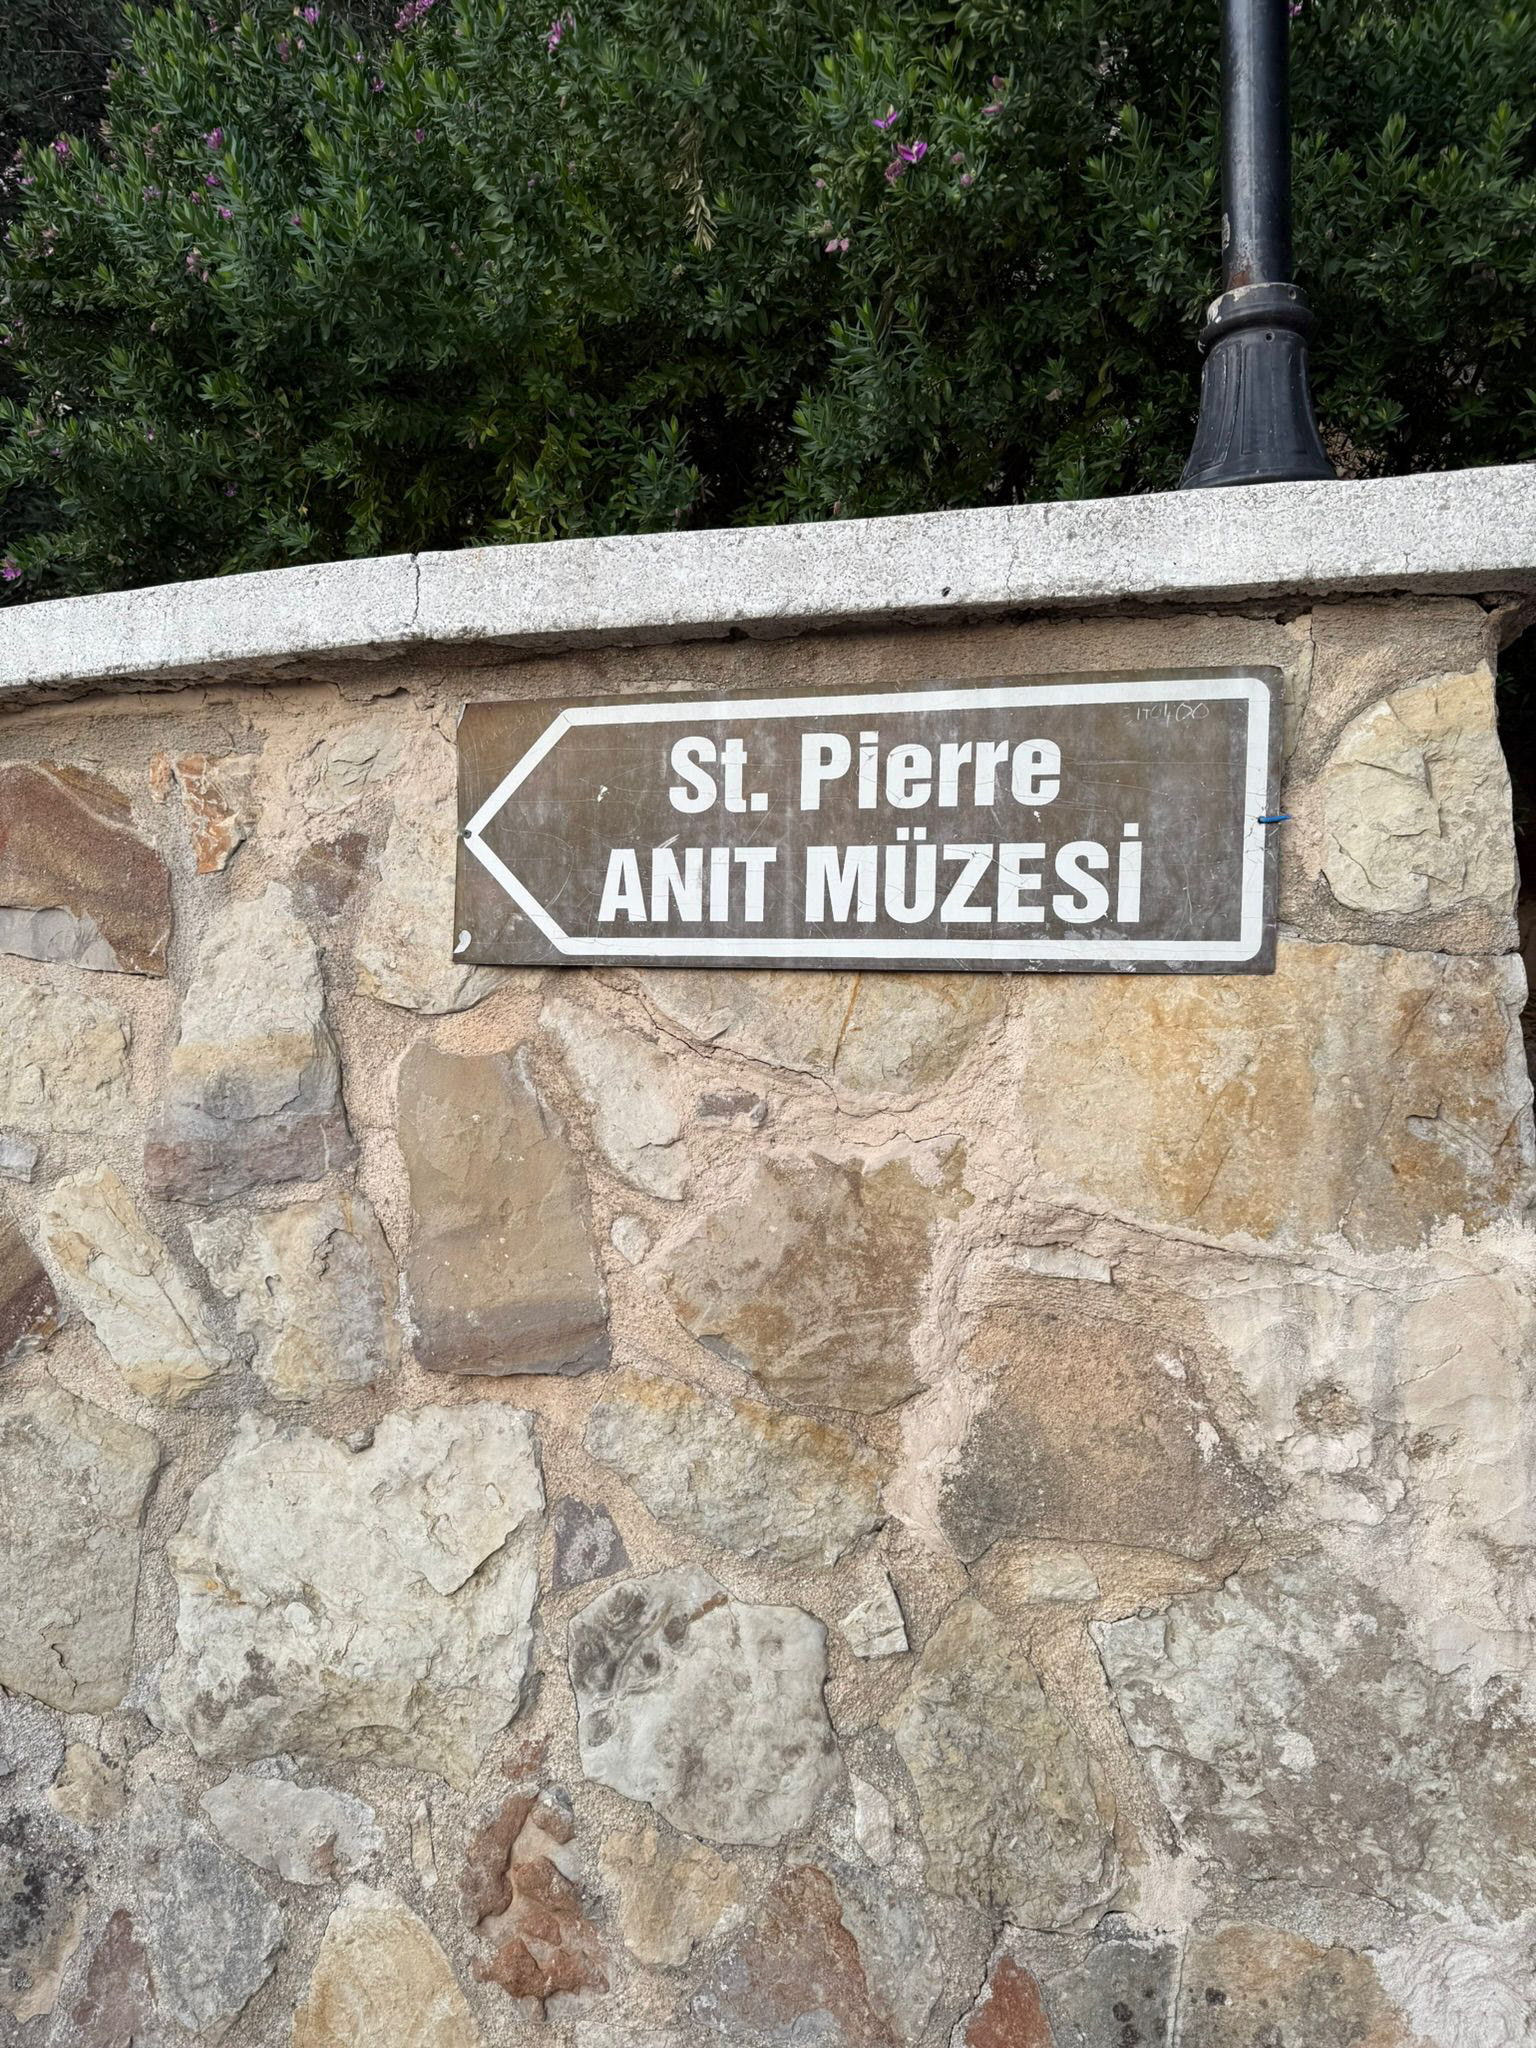 St. Pierre
ANIT MÜZESİ